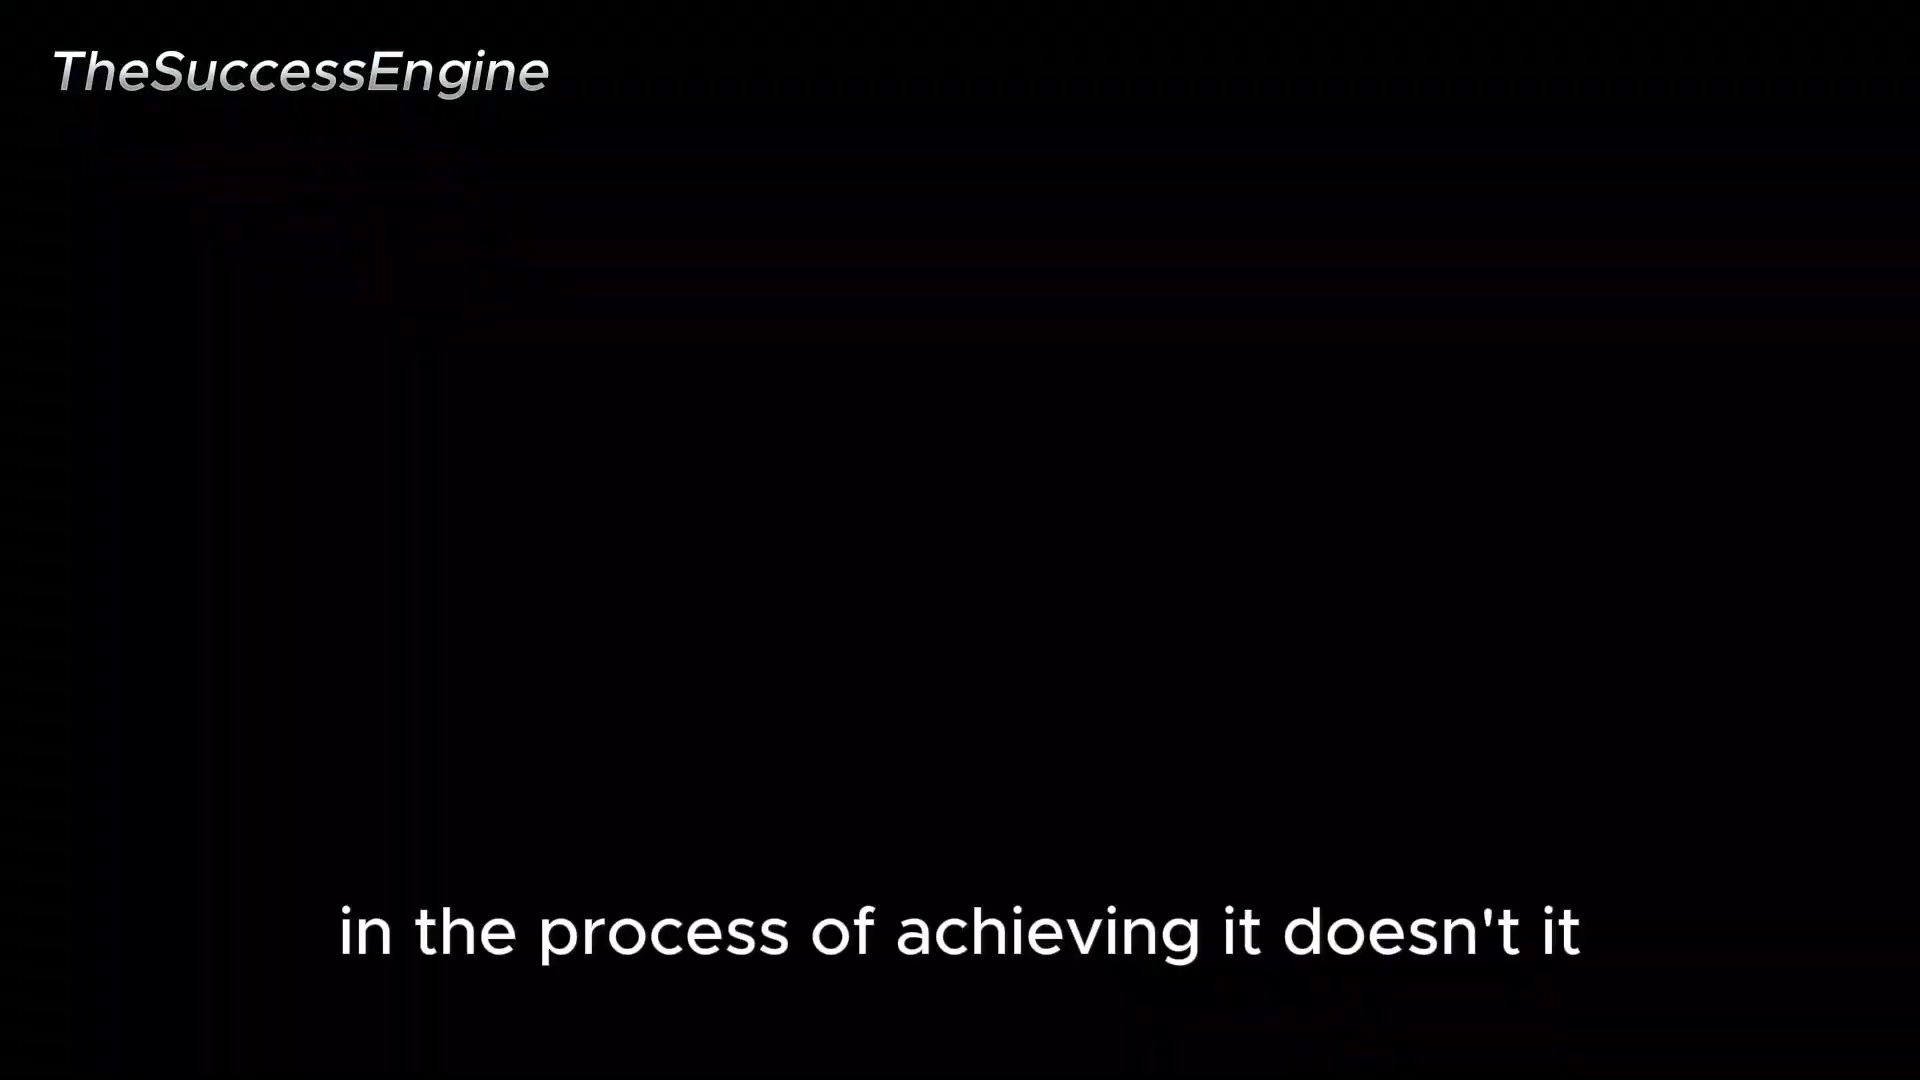 TheSuccessEngine
in the process of achieving it doesn't it